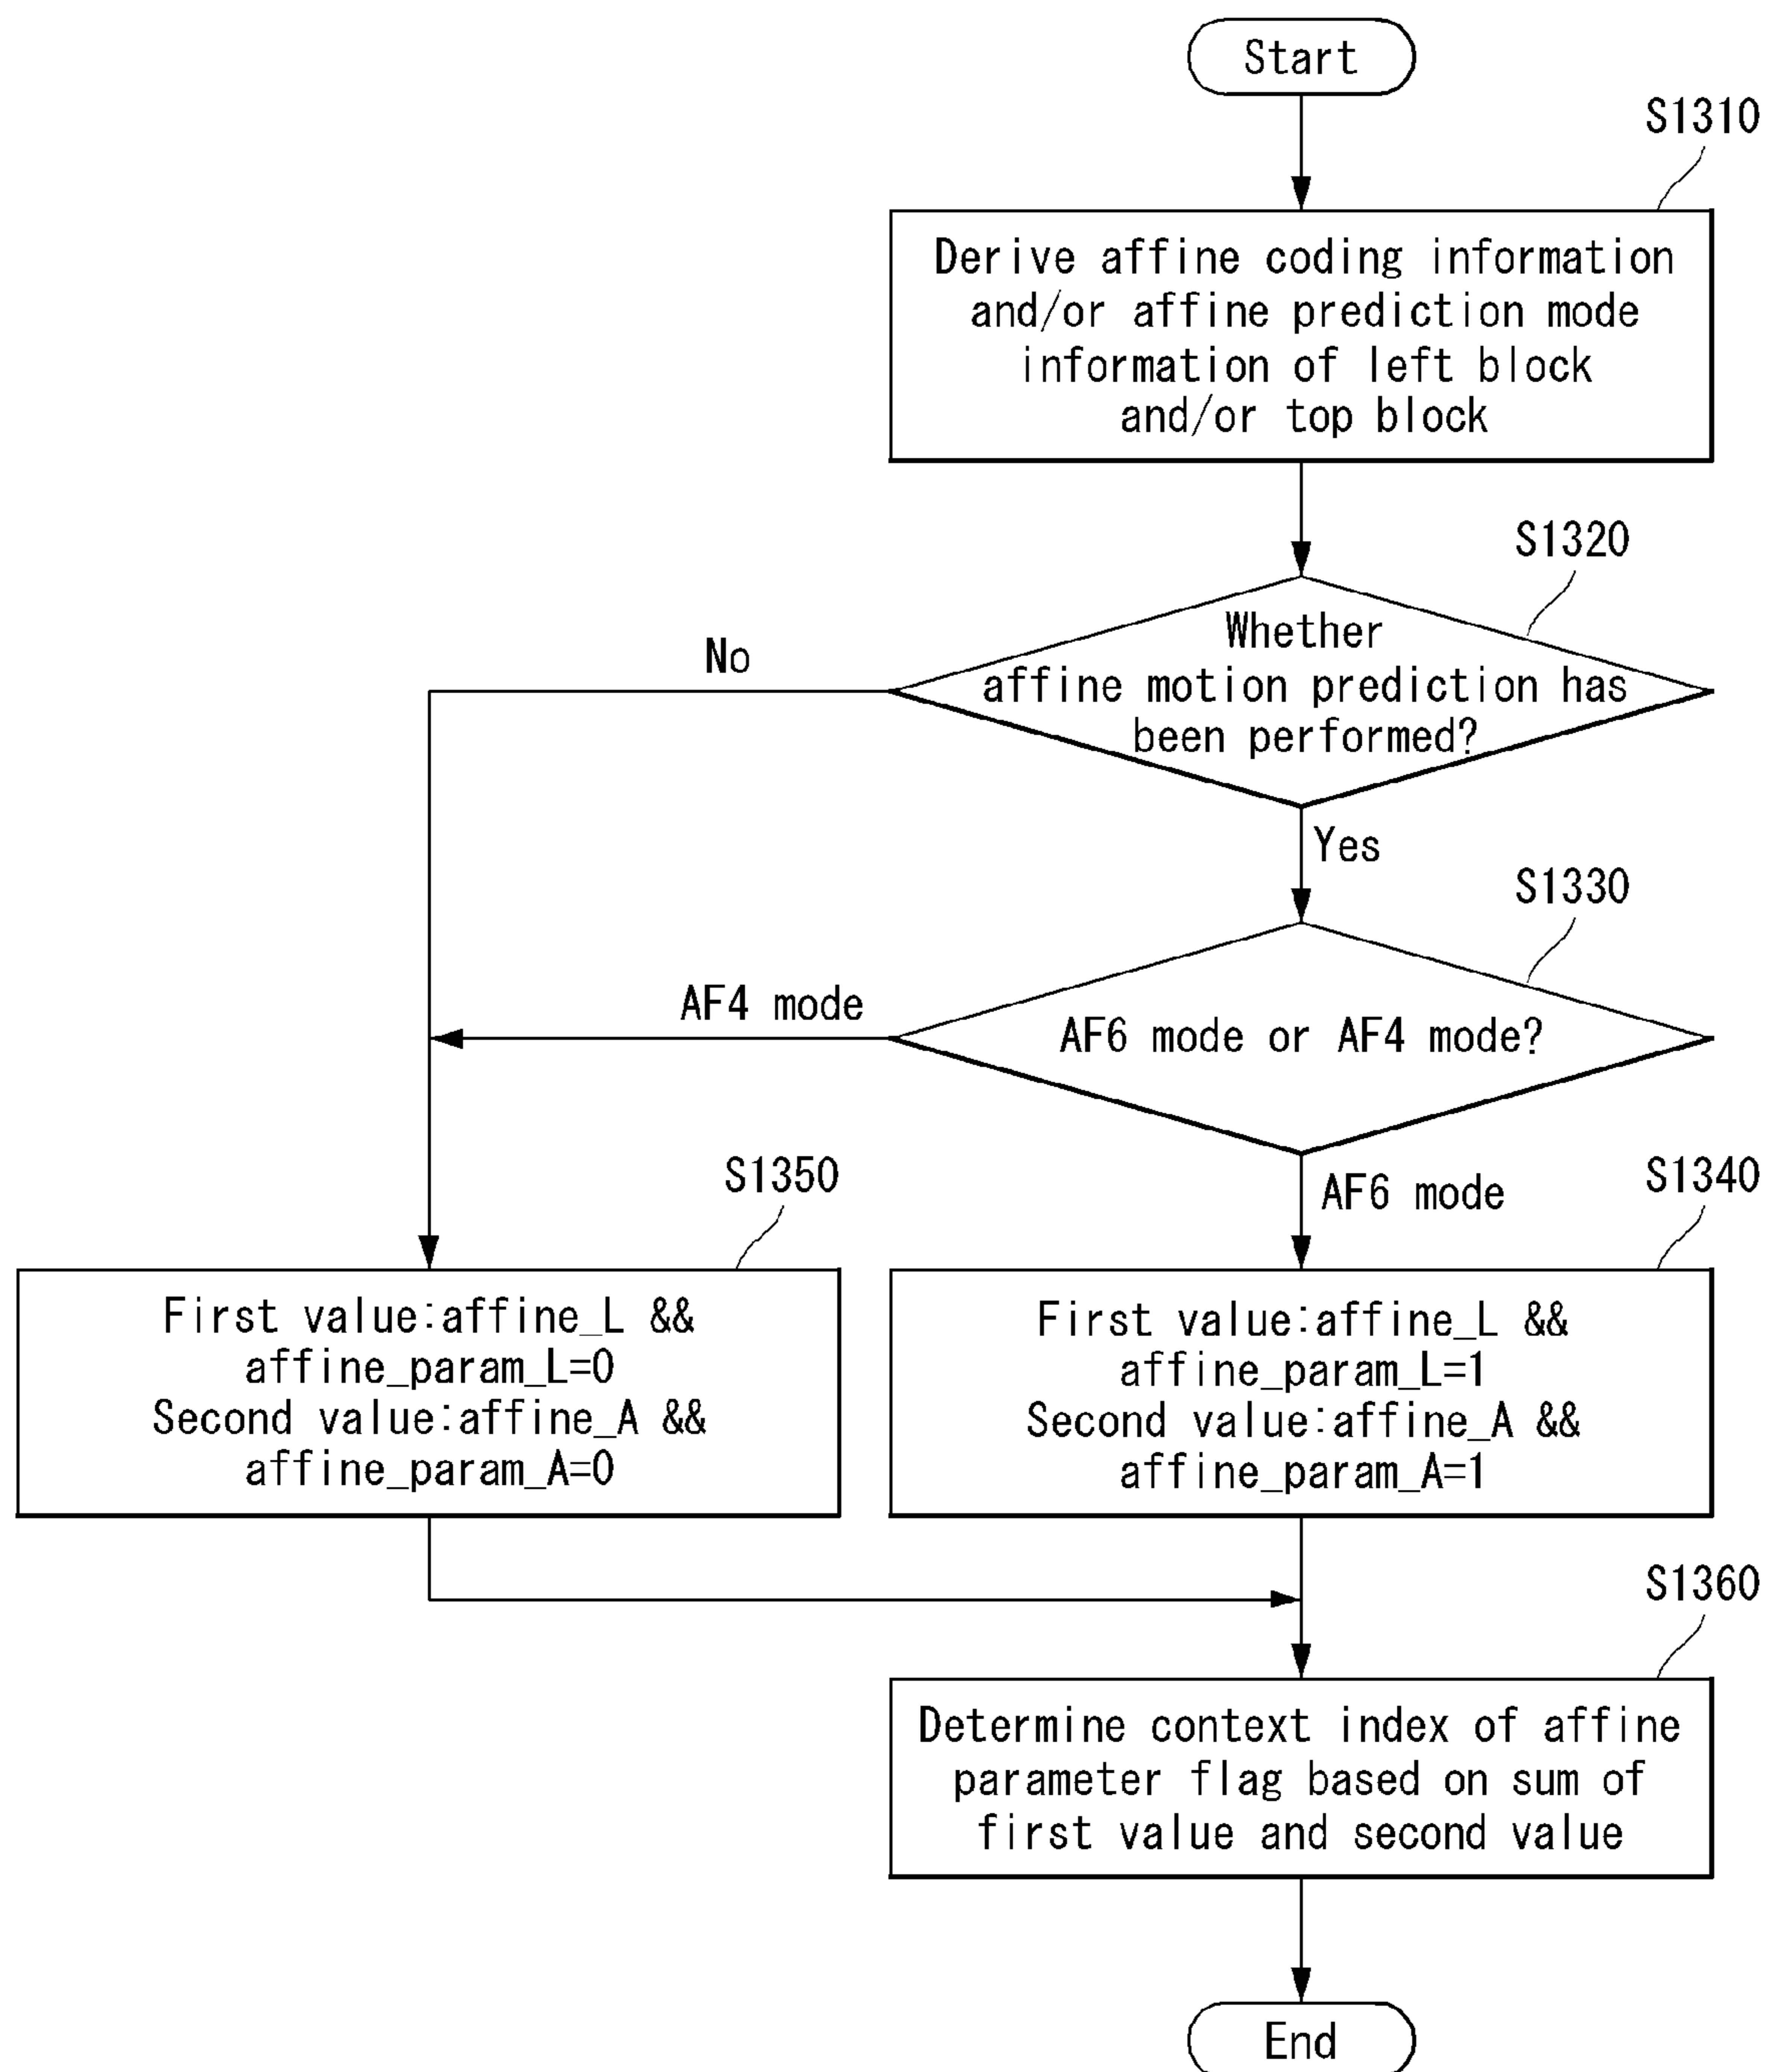 Start
S1310
Derive affine coding information
and/or affine prediction mode
information of left block
and/or top block
S1320
Whether
affine motion prediction has
been performed?
No
Yes
S1330
AF6 mode or AF4 mode?
AF4 mode
AF6 mode
S1350
First value:affine_L &&
affine_param_L=0
Second value:affine_A &&
affine_param_A=0
S1340
First value:affine_L &&
affine_param_L=1
Second value:affine_A &&
affine_param_A=1
S1360
Determine context index of affine
parameter flag based on sum of
first value and second value
End